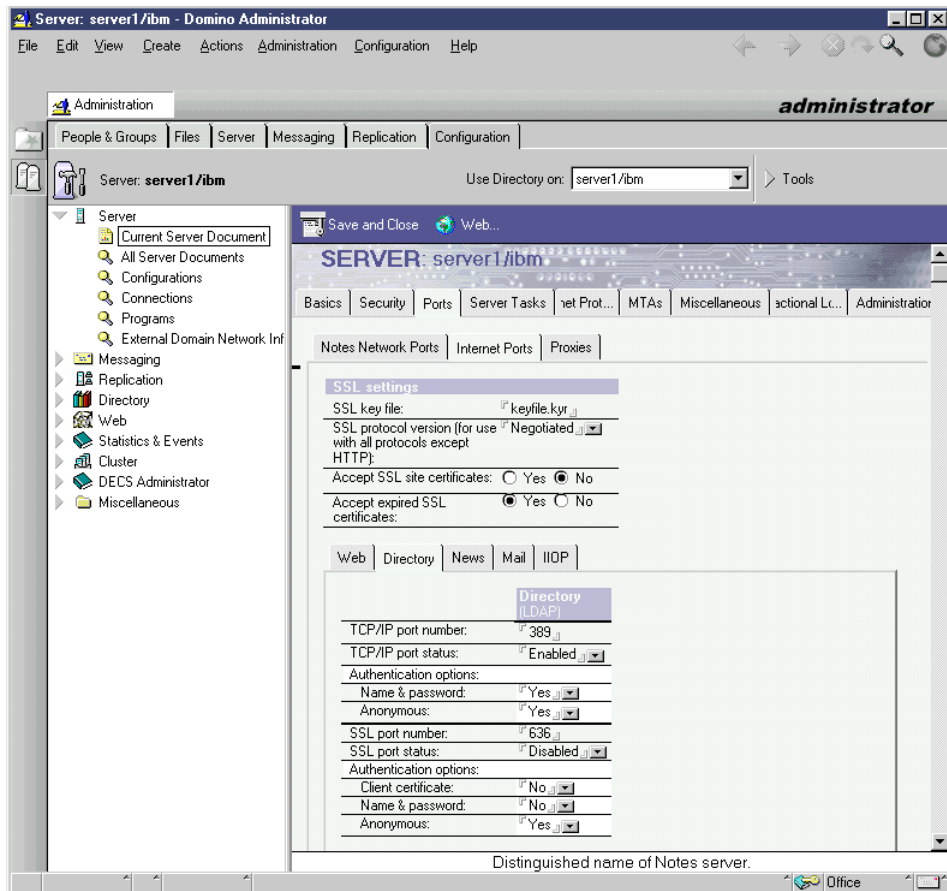 Server: server1/ibm - Domino Administrator
File Edit View Create Actions Administration Configuration Help
Administration
administrator
People & Groups Files Server Messaging Replication Configuration
Server: server1/ibm
Use Directory on: server1/ibm
Tools
Server
Current Server Document
All Server Documents
Configurations
Connections
Programs
External Domain Network Inf
Messaging
Replication
Directory
Web
Statistics & Events
Cluster
DECS Administrator
Miscellaneous
Save and Close Web...
SERVER: server1/ibm
Basics Security Ports Server Tasks net Prot... MTAs Miscellaneous actional Lo... Administration
Notes Network Ports Internet Ports Proxies
SSL settings
SSL key file: keyfile.kyr
SSL protocol version (for use Negotiated
with all protocols except
HTTP):
Accept SSL site certificates: Yes No
Accept expired SSL Yes No
certificates:
Web Directory News Mail IIOP
Directory
(LDAP)
TCP/IP port number: 389
TCP/IP port status: Enabled
Authentication options:
Name & password: Yes
Anonymous: Yes
SSL port number: 636
SSL port status: Disabled
Authentication options:
Client certificate: No
Name & password: No
Anonymous: Yes
Distinguished name of Notes server.
Office